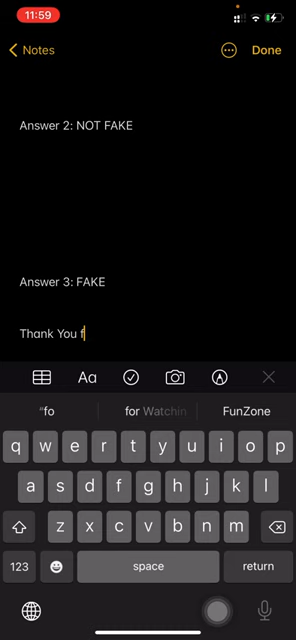 11:59
Notes
Done
Answer 2: NOT FAKE
Answer 3: FAKE
Thank You f
Aa
"fo
for Watchin
FunZone
q w e r t y u i o p
a s d f g h j k l
z x c v b n m
123
space
return